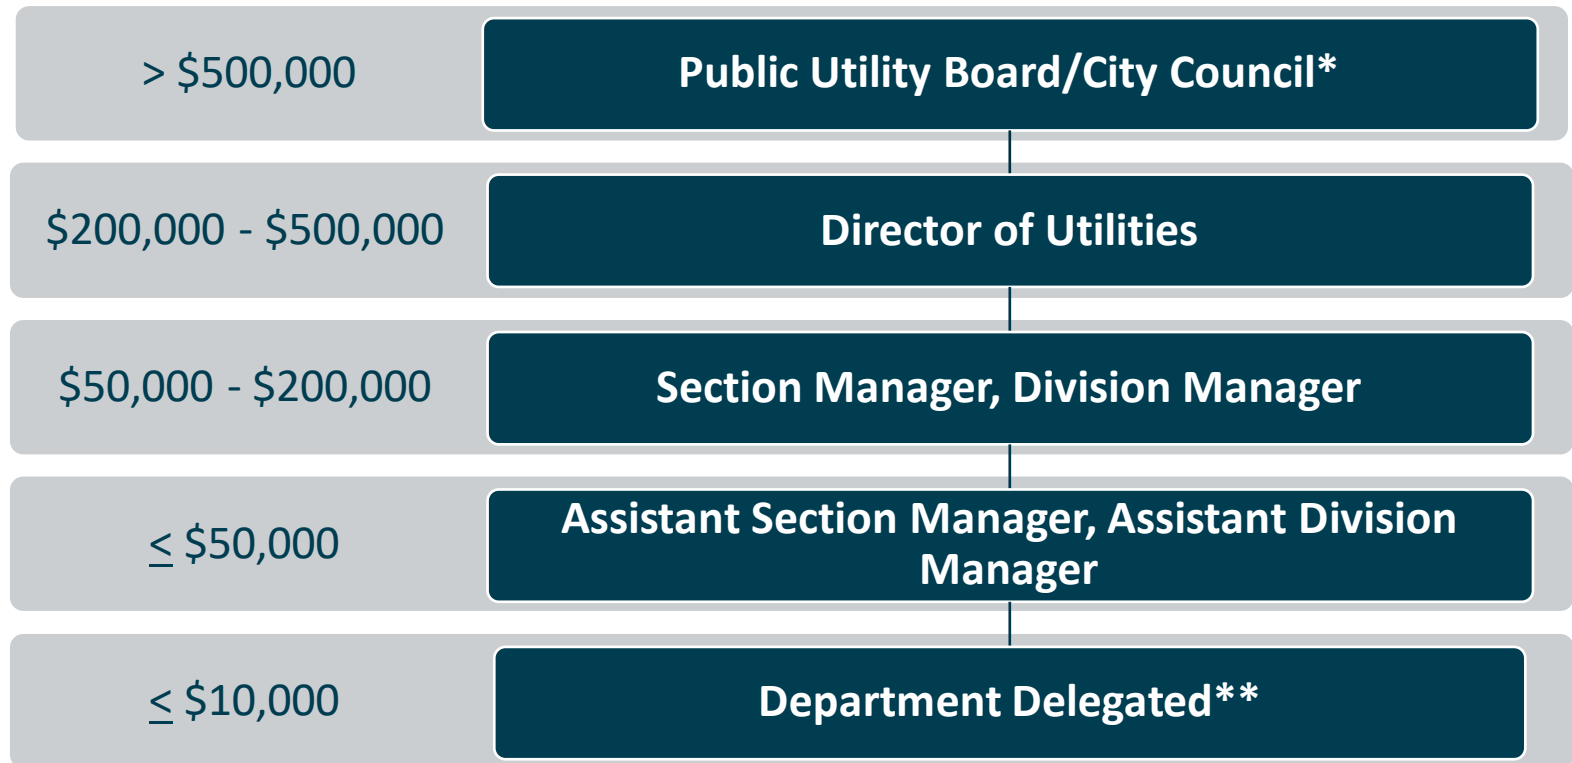 > $500,000
Public Utility Board/City Council*
$200,000 - $500,000
Director of Utilities
$50,000 - $200,000
Section Manager, Division Manager
≤ $50,000
Assistant Section Manager, Assistant Division
Manager
≤ $10,000
Department Delegated**